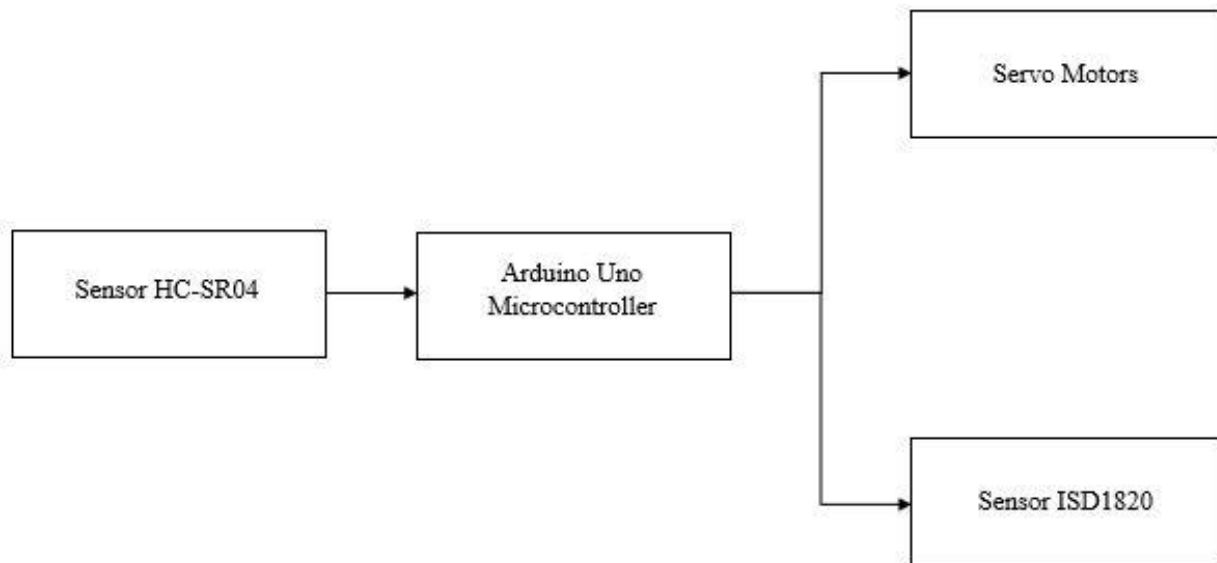 Servo Motors
Sensor HC-SR04
Arduino Uno
Microcontroller
Sensor ISD1820